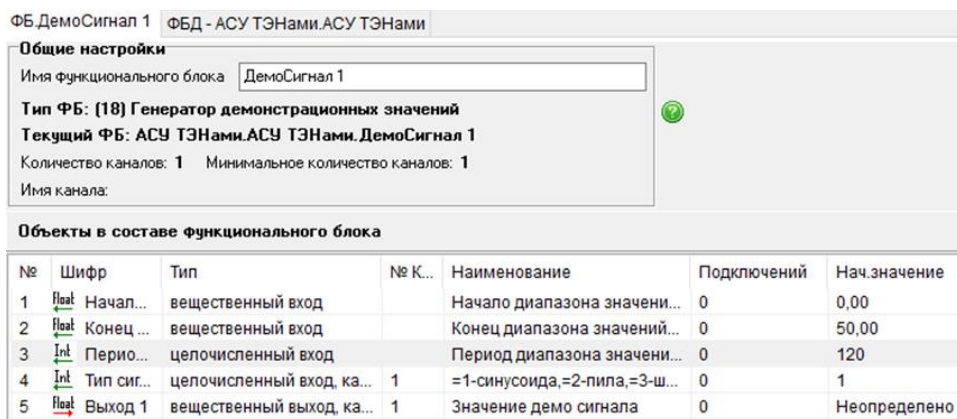 ФБ.ДемоСигнал 1 ФБД - АСУ ТЭНами.АСУ ТЭНами
Общие настройки
Имя функционального блока ДемоСигнал 1
Тип ФБ: (18) Генератор демонстрационных значений
Текущий ФБ: АСУ ТЭНами.АСУ ТЭНами.ДемоСигнал 1
Количество каналов: 1 Минимальное количество каналов: 1
Имя канала:
Объекты в составе функционального блока
№ Шифр Тип № К... Наименование Подключений Нач.значение
1 float Начал... вещественный вход Начало диапазона значени... 0 0,00
2 float Конец ... вещественный вход Конец диапазона значений... 0 50,00
3 Int Перио... целочисленный вход Период диапазона значени... 0 120
4 Int Тип сиг... целочисленный вход, ка... 1 =1-синусоида,=2-пила,=3-ш... 0 1
5 float Выход 1 вещественный выход, ка... 1 Значение демо сигнала 0 Неопределено